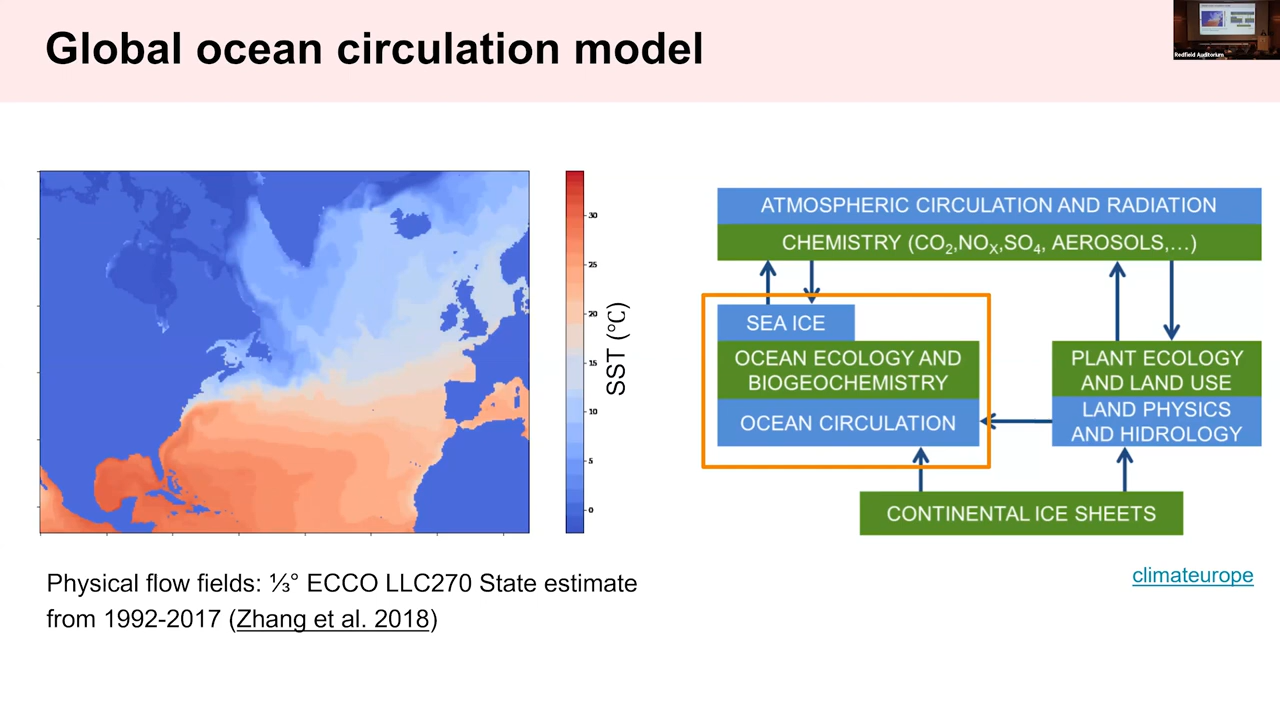 Global ocean circulation model
Redfield Auditorium
30
25
20
15
10
5
0
SST (°C)
ATMOSPHERIC CIRCULATION AND RADIATION
CHEMISTRY (CO₂,NOₓ,SO₄, AEROSOLS,...)
SEA ICE
OCEAN ECOLOGY AND
BIOGEOCHEMISTRY
OCEAN CIRCULATION
PLANT ECOLOGY
AND LAND USE
LAND PHYSICS
AND HIDROLOGY
CONTINENTAL ICE SHEETS
climateurope
Physical flow fields: ⅓° ECCO LLC270 State estimate
from 1992-2017 (Zhang et al. 2018)